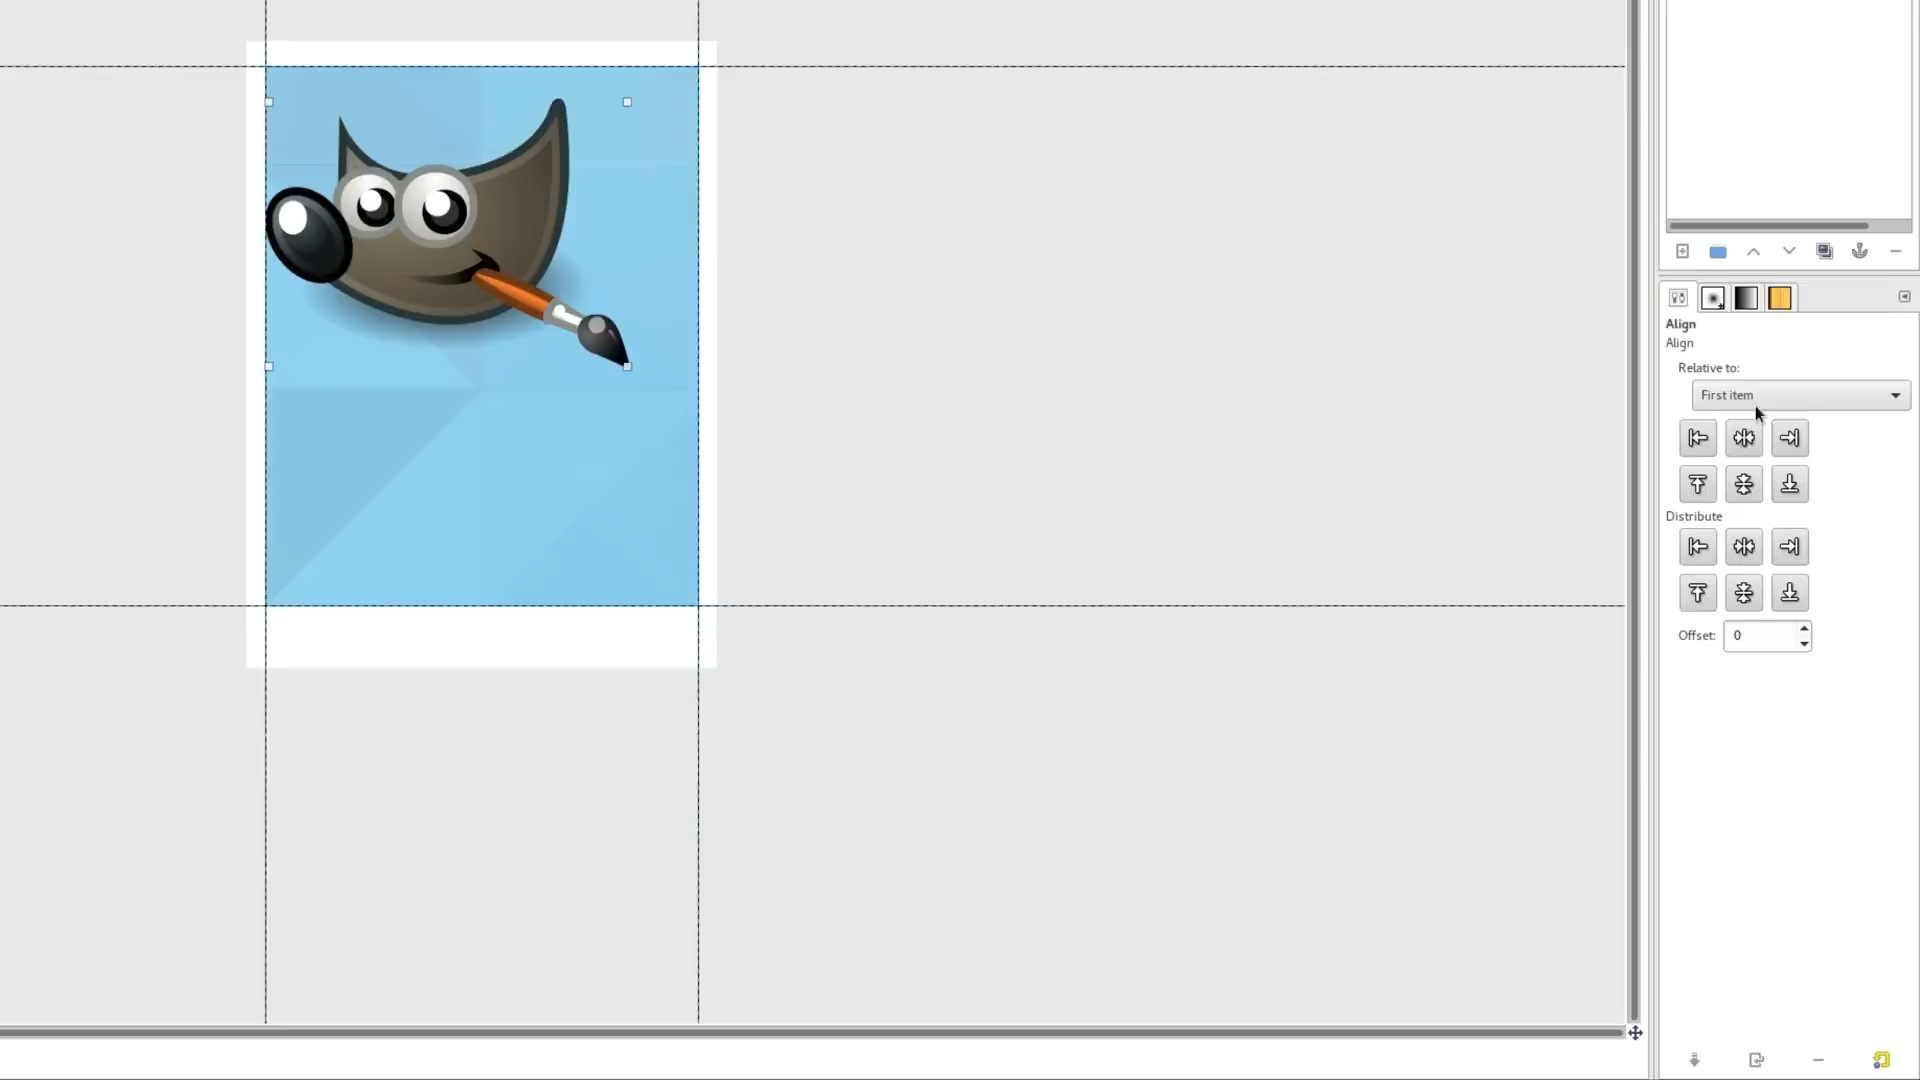 Align
Align
Relative to:
First item
Distribute
Offset: 0